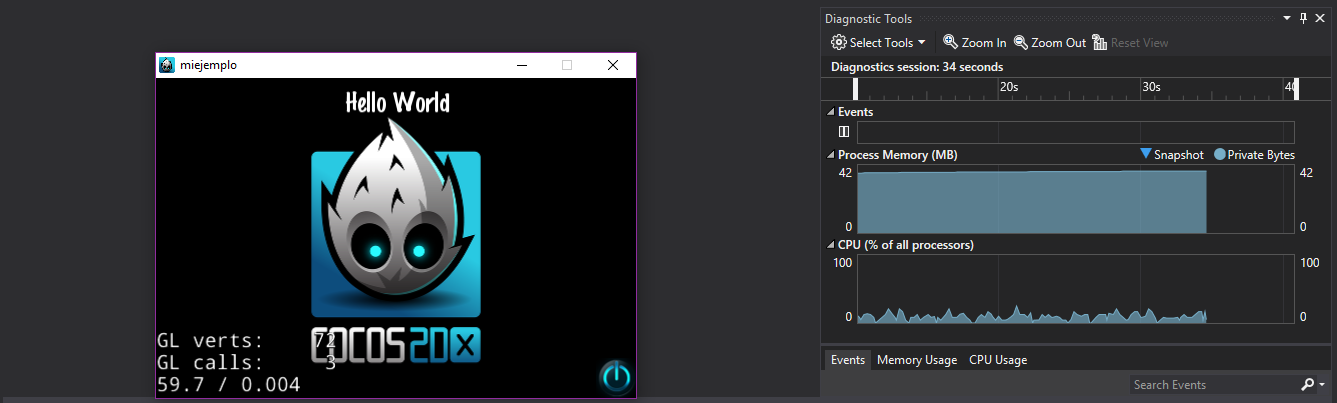 miejemplo
Hello World
COCOS2DX
GL verts: 72
GL calls: 3
59.7 / 0.004
Diagnostic Tools
Select Tools Zoom In Zoom Out Reset View
Diagnostics session: 34 seconds
20s 30s 40
Events
Process Memory (MB) Snapshot Private Bytes
42 42
0 0
CPU (% of all processors)
100 100
0 0
Events Memory Usage CPU Usage
Search Events